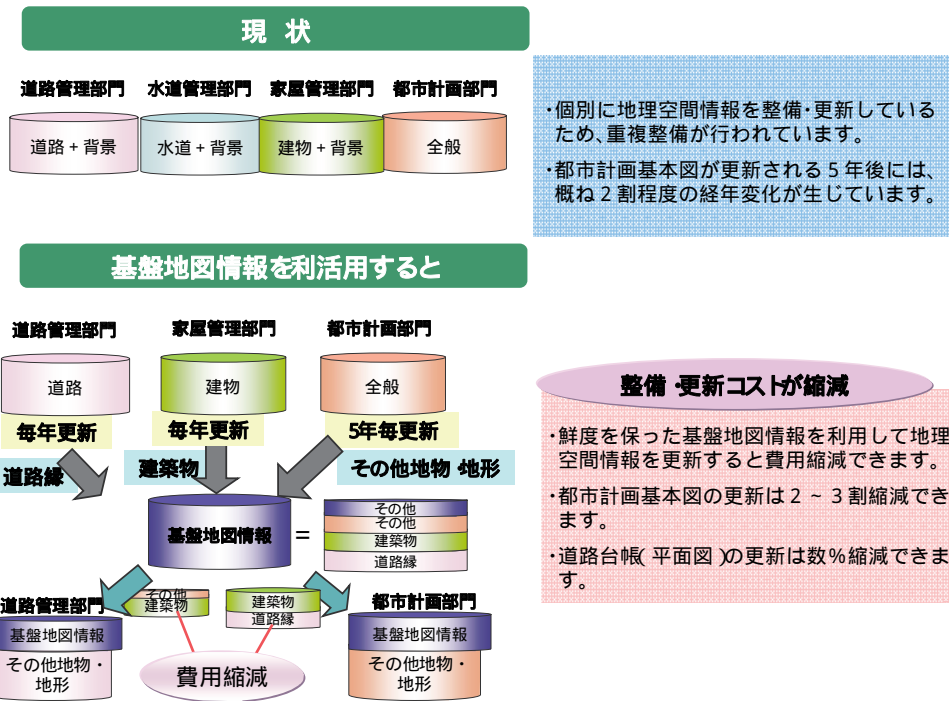 現 状
道路管理部門 水道管理部門 家屋管理部門 都市計画部門
道路+背景 水道+背景 建物+背景 全般
・個別に地理空間情報を整備・更新している
ため、重複整備が行われています。
・都市計画基本図が更新される5年後には、
概ね2割程度の経年変化が生じています。
基盤地図情報を利活用すると
道路管理部門 家屋管理部門 都市計画部門
道路 建物 全般
毎年更新 毎年更新 5年毎更新
道路縁 建築物 その他地物・地形
基盤地図情報 =
その他
その他
建築物
道路縁
道路管理部門
基盤地図情報
その他地物・
地形
その他
建築物
建築物
道路縁
費用縮減
都市計画部門
基盤地図情報
その他地物・
地形
整備・更新コストが縮減
・鮮度を保った基盤地図情報を利用して地理
空間情報を更新すると費用縮減できます。
・都市計画基本図の更新は2~3割縮減でき
ます。
・道路台帳(平面図)の更新は数%縮減できま
す。